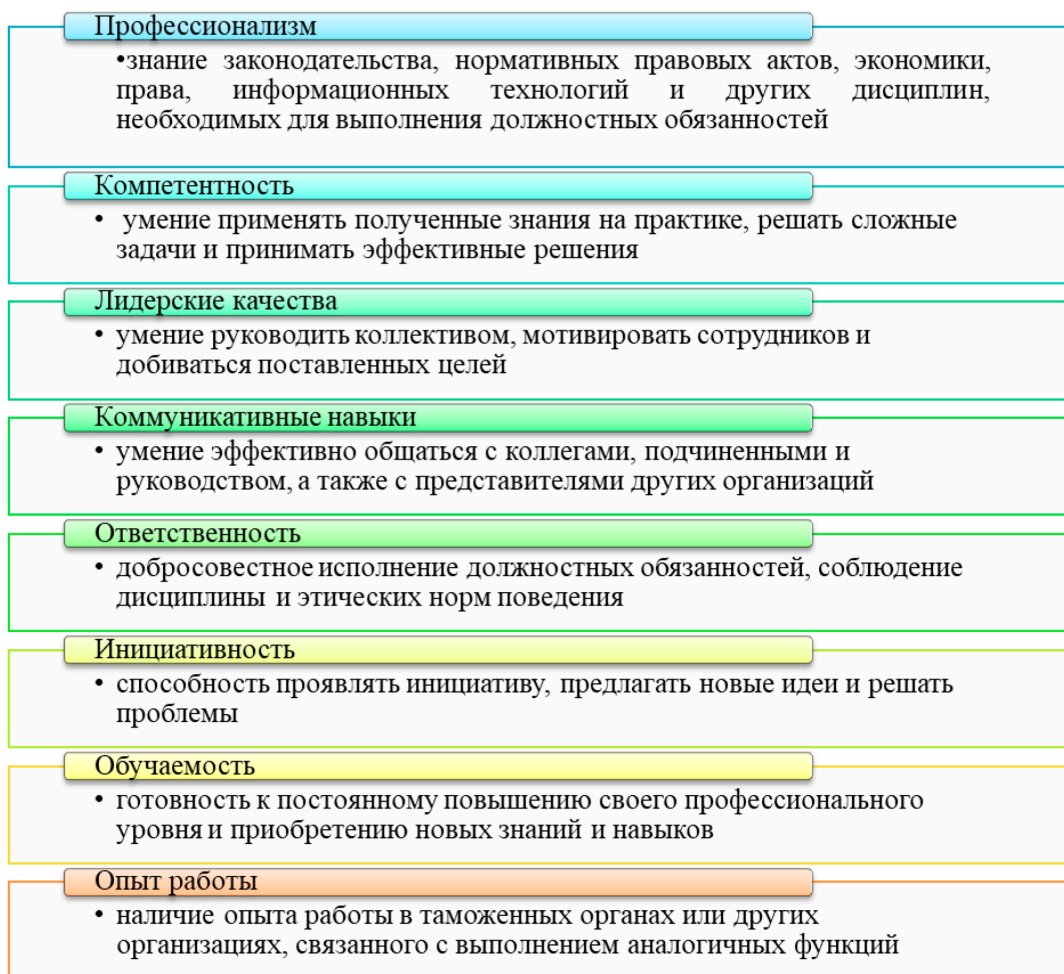 Профессионализм
•знание законодательства, нормативных правовых актов, экономики,
права, информационных технологий и других дисциплин,
необходимых для выполнения должностных обязанностей
Компетентность
• умение применять полученные знания на практике, решать сложные
задачи и принимать эффективные решения
Лидерские качества
• умение руководить коллективом, мотивировать сотрудников и
добиваться поставленных целей
Коммуникативные навыки
• умение эффективно общаться с коллегами, подчиненными и
руководством, а также с представителями других организаций
Ответственность
• добросовестное исполнение должностных обязанностей, соблюдение
дисциплины и этических норм поведения
Инициативность
• способность проявлять инициативу, предлагать новые идеи и решать
проблемы
Обучаемость
• готовность к постоянному повышению своего профессионального
уровня и приобретению новых знаний и навыков
Опыт работы
• наличие опыта работы в таможенных органах или других
организациях, связанного с выполнением аналогичных функций